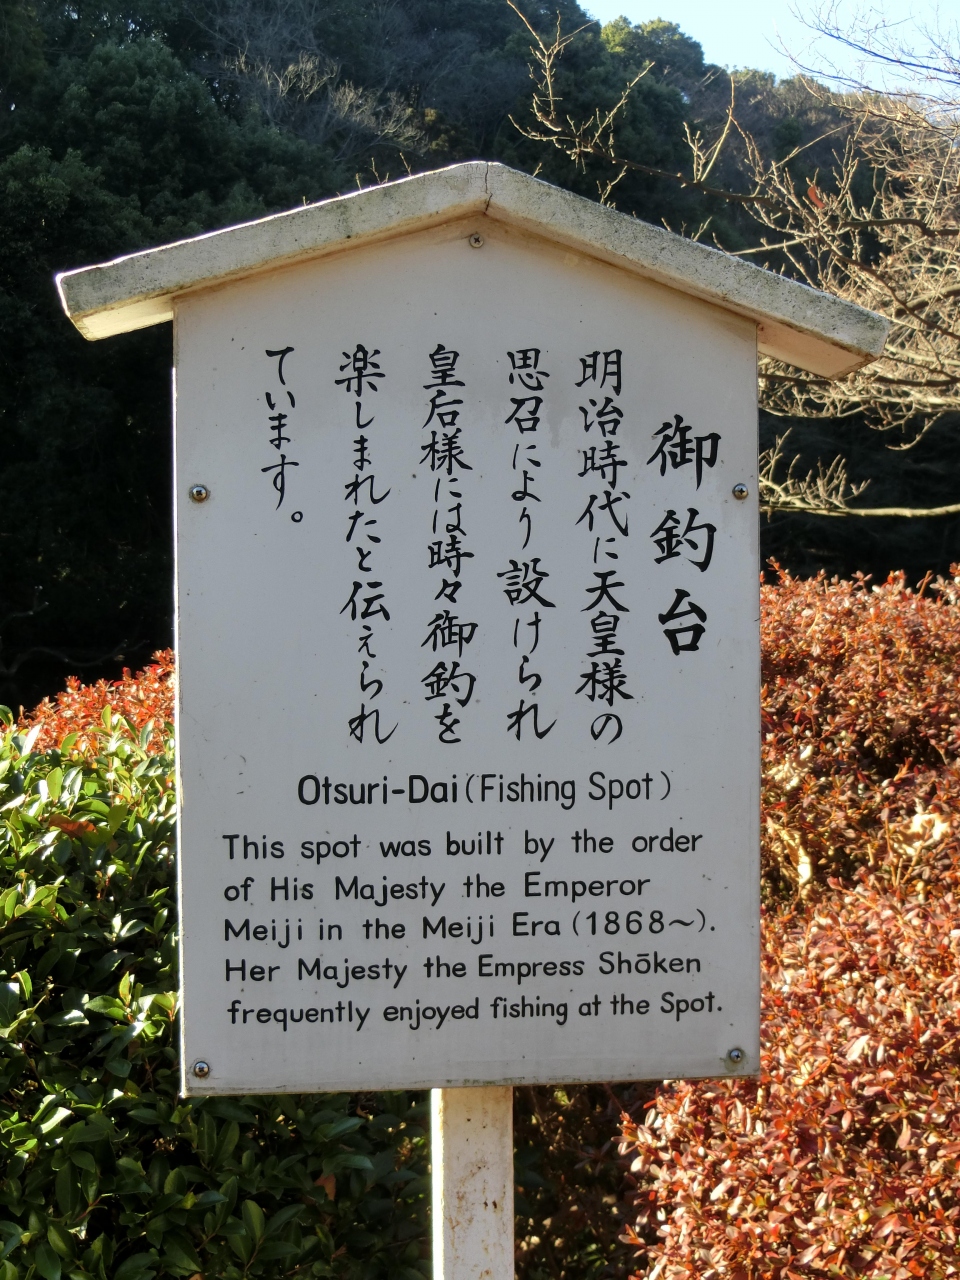 御釣台
明治時代に天皇様の
思召により設けられ
皇后様には時々御釣を
楽しまれたと伝えられ
ています。
Otsuri-Dai(Fishing Spot)
This spot was built by the order
of His Majesty the Emperor
Meiji in the Meiji Era (1868～).
Her Majesty the Empress Shōken
frequently enjoyed fishing at the Spot.